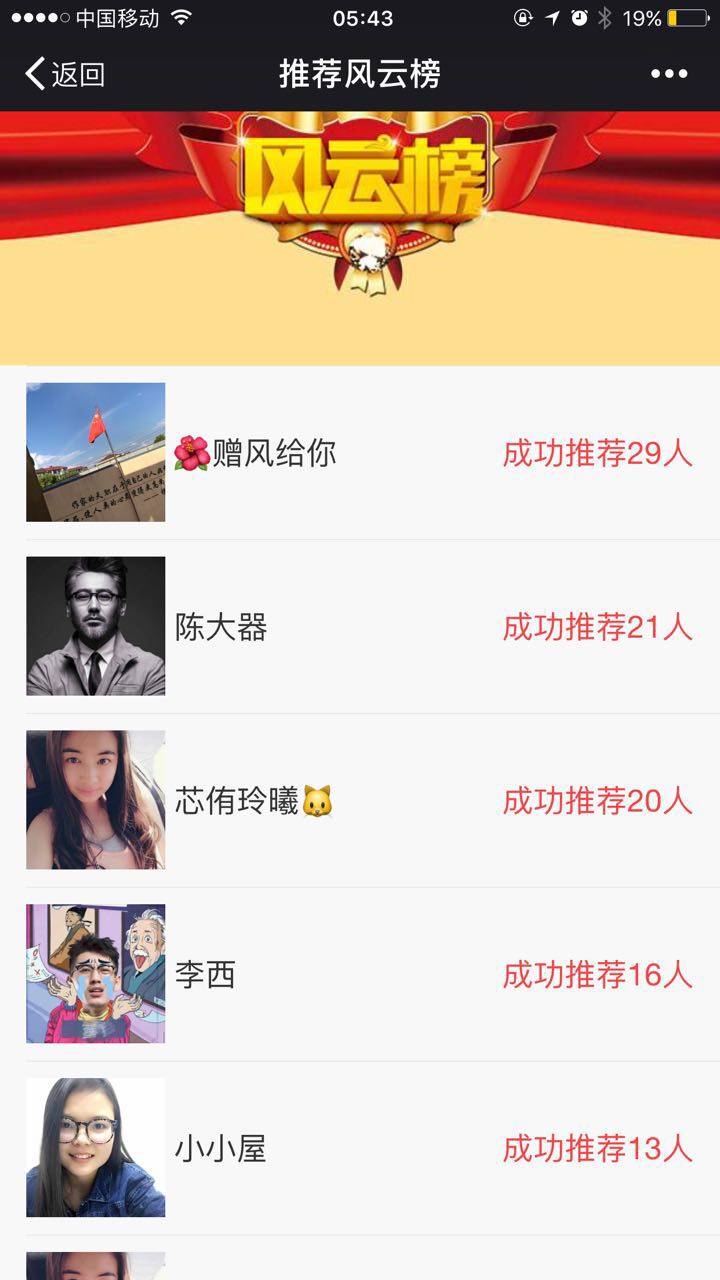 中国移动
05:43
19%
返回
推荐风云榜
风云榜
🌺赠风给你
成功推荐29人
陈大器
成功推荐21人
芯侑玲曦🐱
成功推荐20人
李西
成功推荐16人
小小屋
成功推荐13人